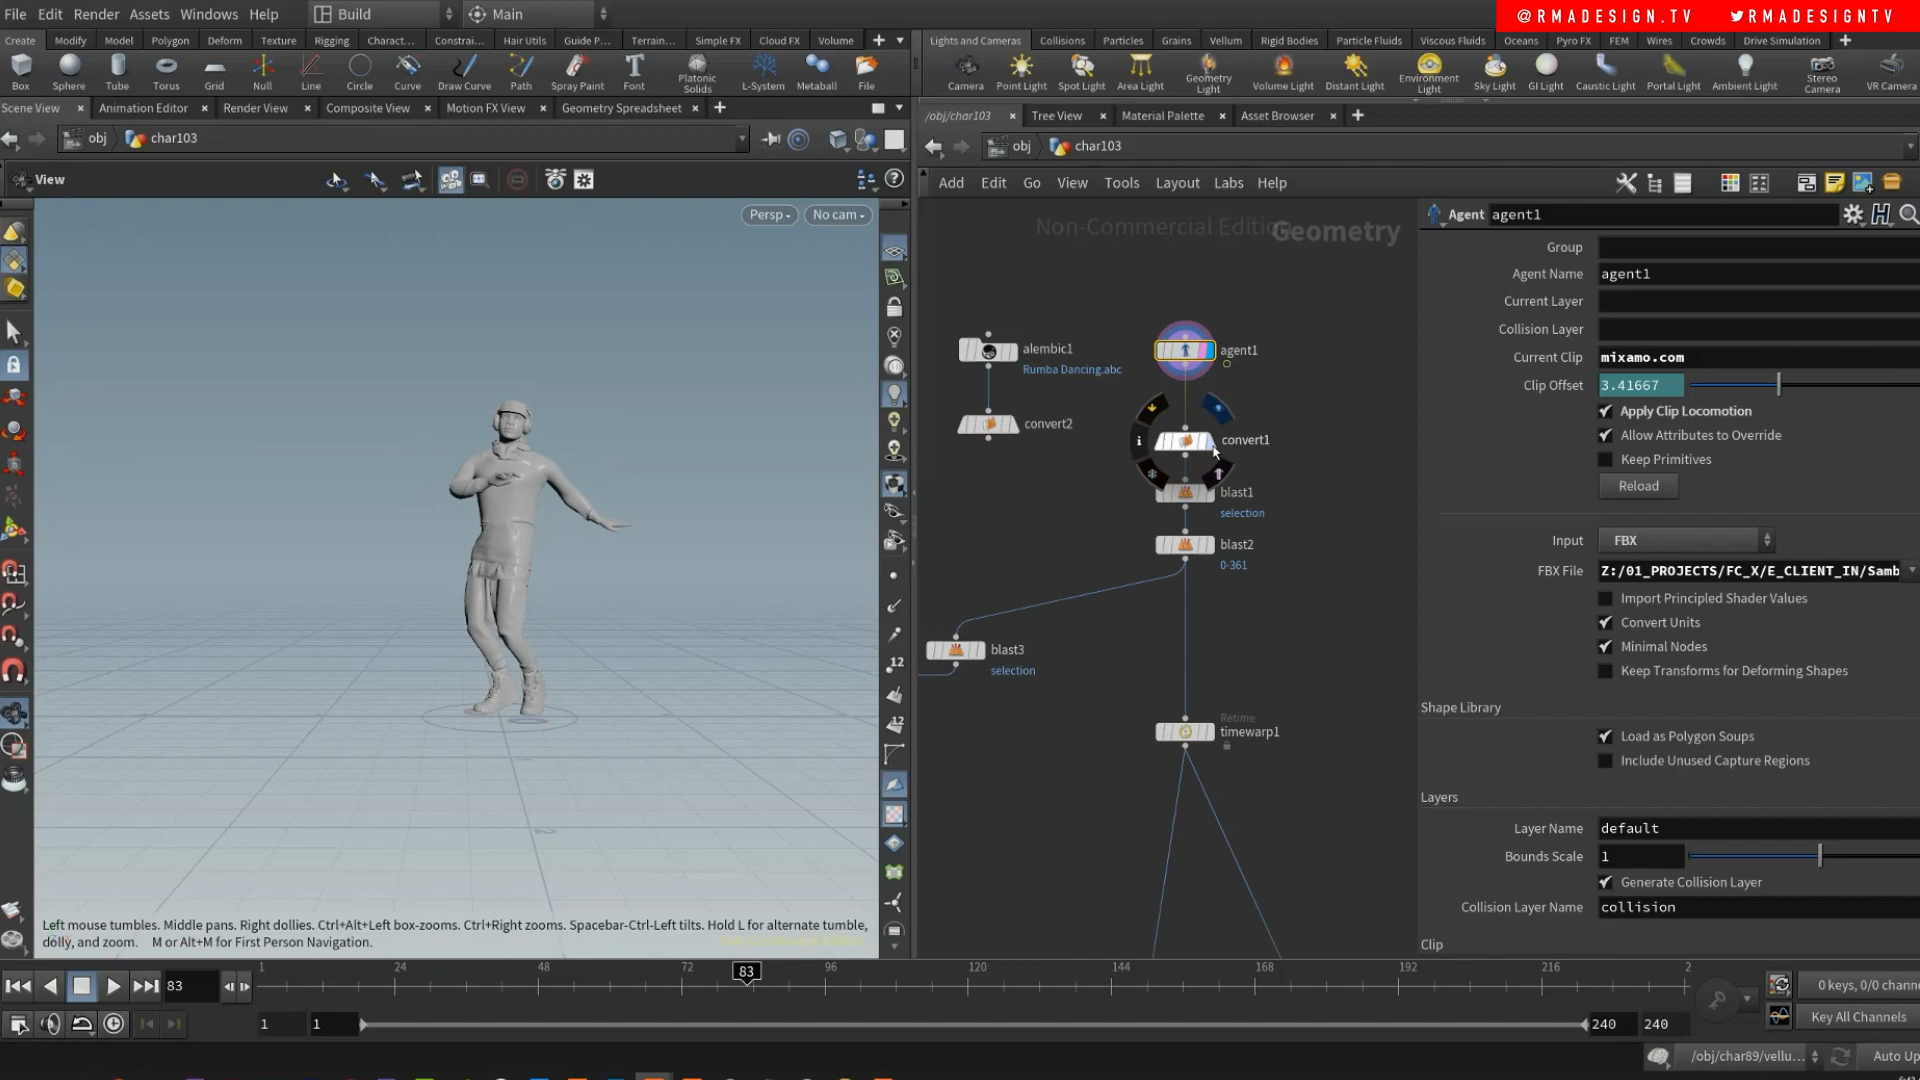 File Edit Render Assets Windows Help Build Main
@RMADESIGN.TV RMADESIGNTV
Create Modify Model Polygon Deform Texture Rigging Charact... Constrai... Hair Utils Guide P... Terrain... Simple FX Cloud FX Volume
Lights and Cameras Collisions Particles Grains Vellum Rigid Bodies Particle Fluids Viscous Fluids Oceans Pyro FX FEM Wires Crowds Drive Simulation
Box Sphere Tube Torus Grid Null Line Circle Curve Draw Curve Path Spray Paint Font Platonic Solids L-System Metaball File
Camera Point Light Spot Light Area Light Geometry Light Volume Light Distant Light Environment Light Sky Light GI Light Caustic Light Portal Light Ambient Light Stereo Camera VR Camera
Scene View Animation Editor Render View Composite View Motion FX View Geometry Spreadsheet
/obj/char103 Tree View Material Palette Asset Browser
obj char103
obj char103
View
Add Edit Go View Tools Layout Labs Help
Persp No cam
Non-Commercial Editio
Geometry
Agent agent1
Group
Agent Name agent1
Current Layer
Collision Layer
Current Clip mixamo.com
Clip Offset 3.41667
Apply Clip Locomotion
Allow Attributes to Override
Keep Primitives
Reload
Input FBX
FBX File Z:/01_PROJECTS/FC_X/E_CLIENT_IN/Samb
Import Principled Shader Values
Convert Units
Minimal Nodes
Keep Transforms for Deforming Shapes
Shape Library
Load as Polygon Soups
Include Unused Capture Regions
Layers
Layer Name default
Bounds Scale 1
Generate Collision Layer
Collision Layer Name collision
Clip
alembic1
Rumba Dancing.abc
convert2
agent1
convert1
blast1
selection
blast2
0-361
blast3
selection
Retime
timewarp1
12
12
Left mouse tumbles. Middle pans. Right dollies. Ctrl+Alt+Left box-zooms. Ctrl+Right zooms. Spacebar-Ctrl-Left tilts. Hold L for alternate tumble,
dolly, and zoom. M or Alt+M for First Person Navigation.
1 24 48 72 83 96 120 144 168 192 216 2
83
0 keys, 0/0 channe
1 1 240 240
Key All Channels
/obj/char89/vellu... Auto Up